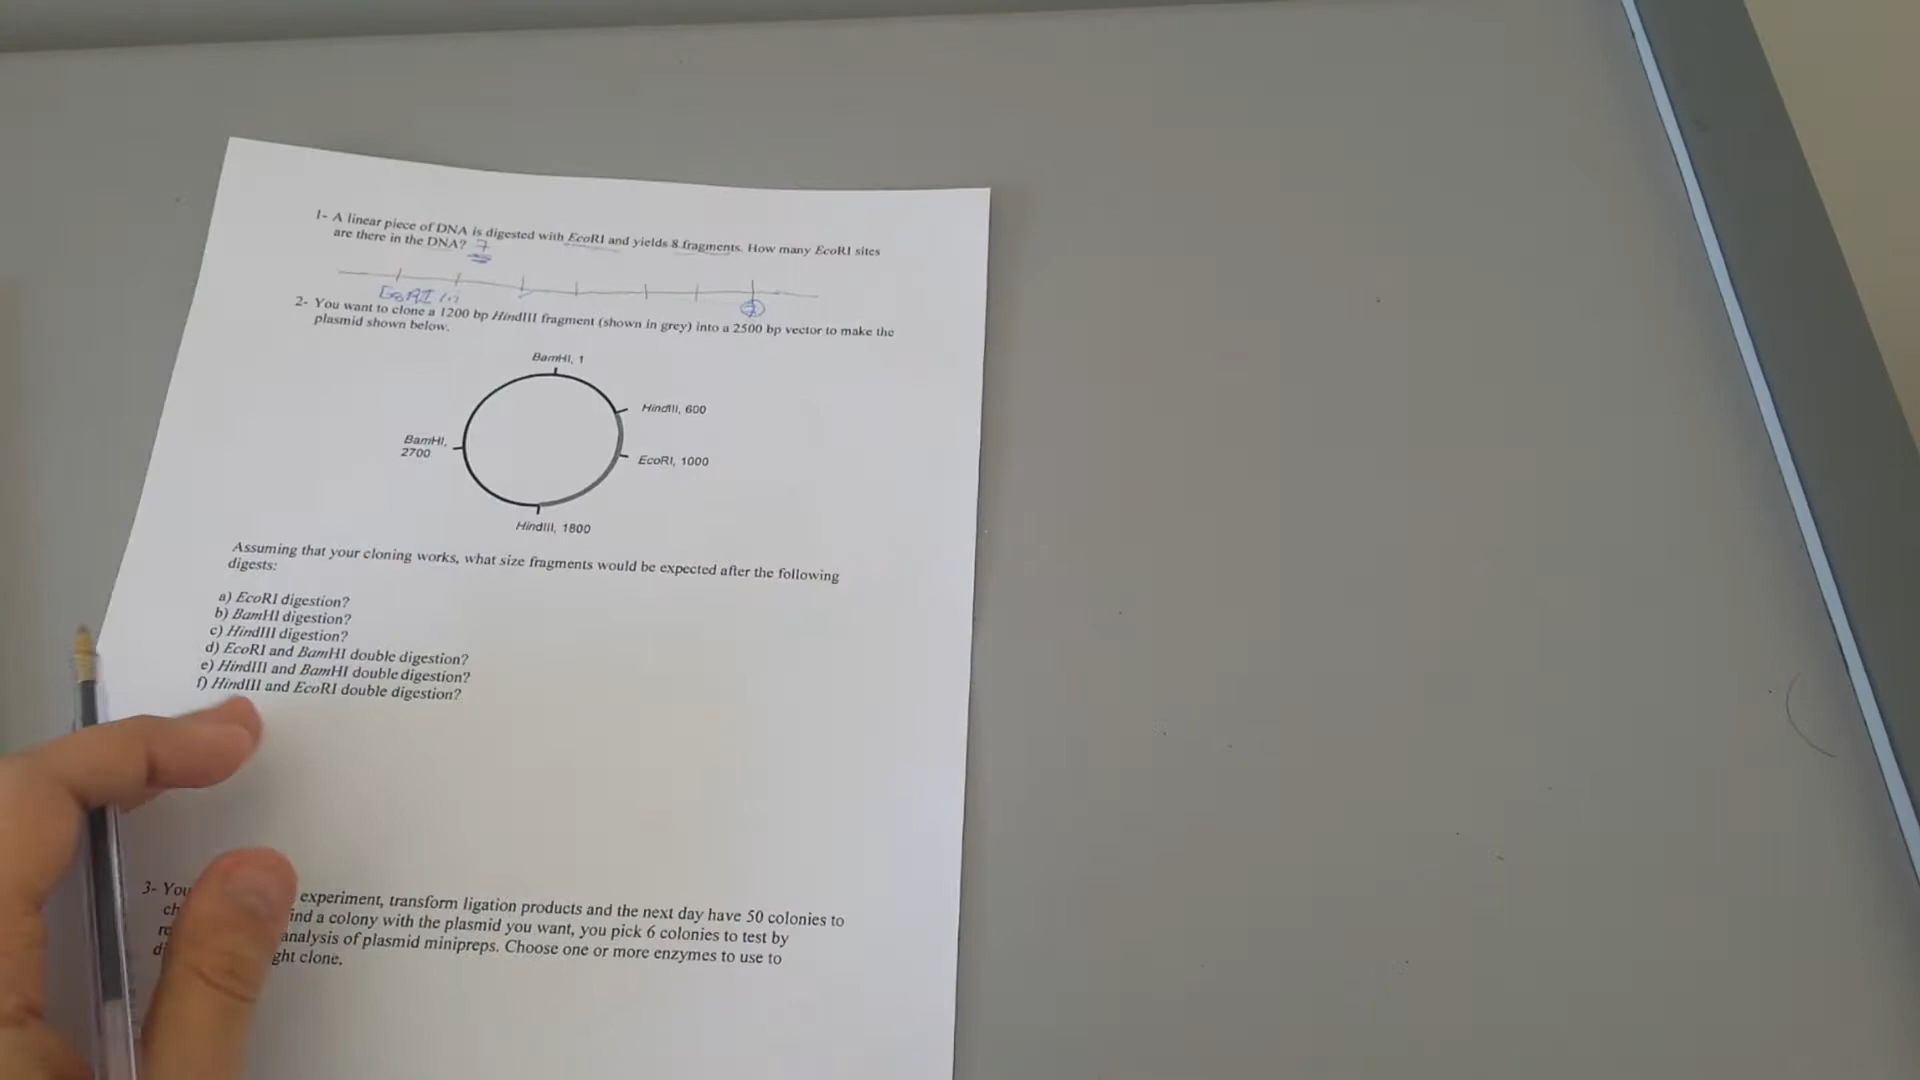 1- A linear piece of DNA is digested with EcoRI and yields 8 fragments. How many EcoRI sites
are there in the DNA? 7
2- You want to clone a 1200 bp HindIII fragment (shown in grey) into a 2500 bp vector to make the
plasmid shown below.
BamHI, 1
HindIII, 600
BamHI,
2700
EcoRI, 1000
HindIII, 1800
Assuming that your cloning works, what size fragments would be expected after the following
digests:
a) EcoRI digestion?
b) BamHI digestion?
c) HindIII digestion?
d) EcoRI and BamHI double digestion?
e) HindIII and BamHI double digestion?
f) HindIII and EcoRI double digestion?
3- You experiment, transform ligation products and the next day have 50 colonies to
a colony with the plasmid you want, you pick 6 colonies to test by
analysis of plasmid minipreps. Choose one or more enzymes to use to
clone.